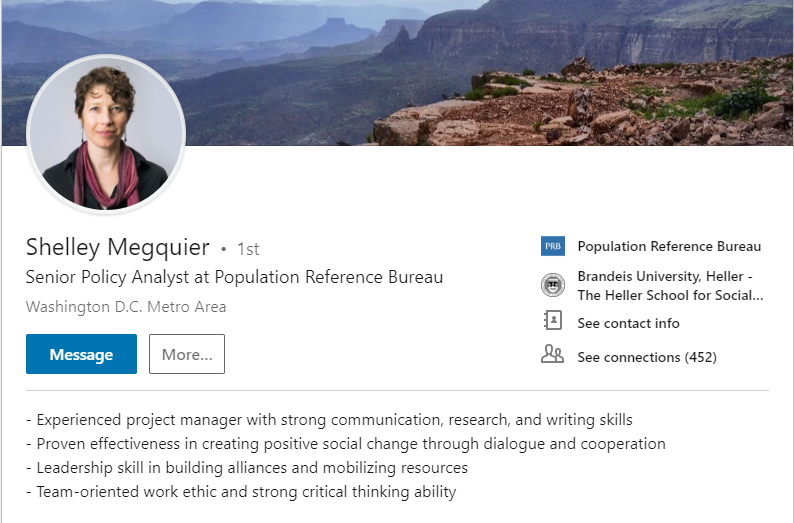 Shelley Megquier • 1st
Senior Policy Analyst at Population Reference Bureau
Washington D.C. Metro Area
Message
More...
PRB
Population Reference Bureau
Brandeis University, Heller -
The Heller School for Social...
See contact info
See connections (452)
- Experienced project manager with strong communication, research, and writing skills
- Proven effectiveness in creating positive social change through dialogue and cooperation
- Leadership skill in building alliances and mobilizing resources
- Team-oriented work ethic and strong critical thinking ability